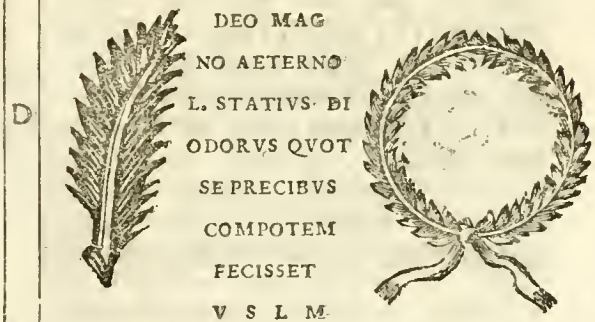 DEO MAG
NO AETERNO
D
L. STATIVS· DI
ODORVS QVOT
SE PRECIBVS
COMPOTEM
FECISSET
V S L M